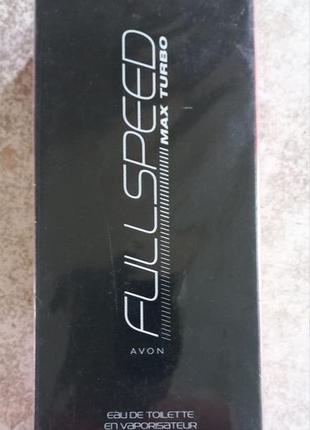 FULLSPEED
MAX TURBO
AVON
EAU DE TOILETTE
EN VAPORISATEUR